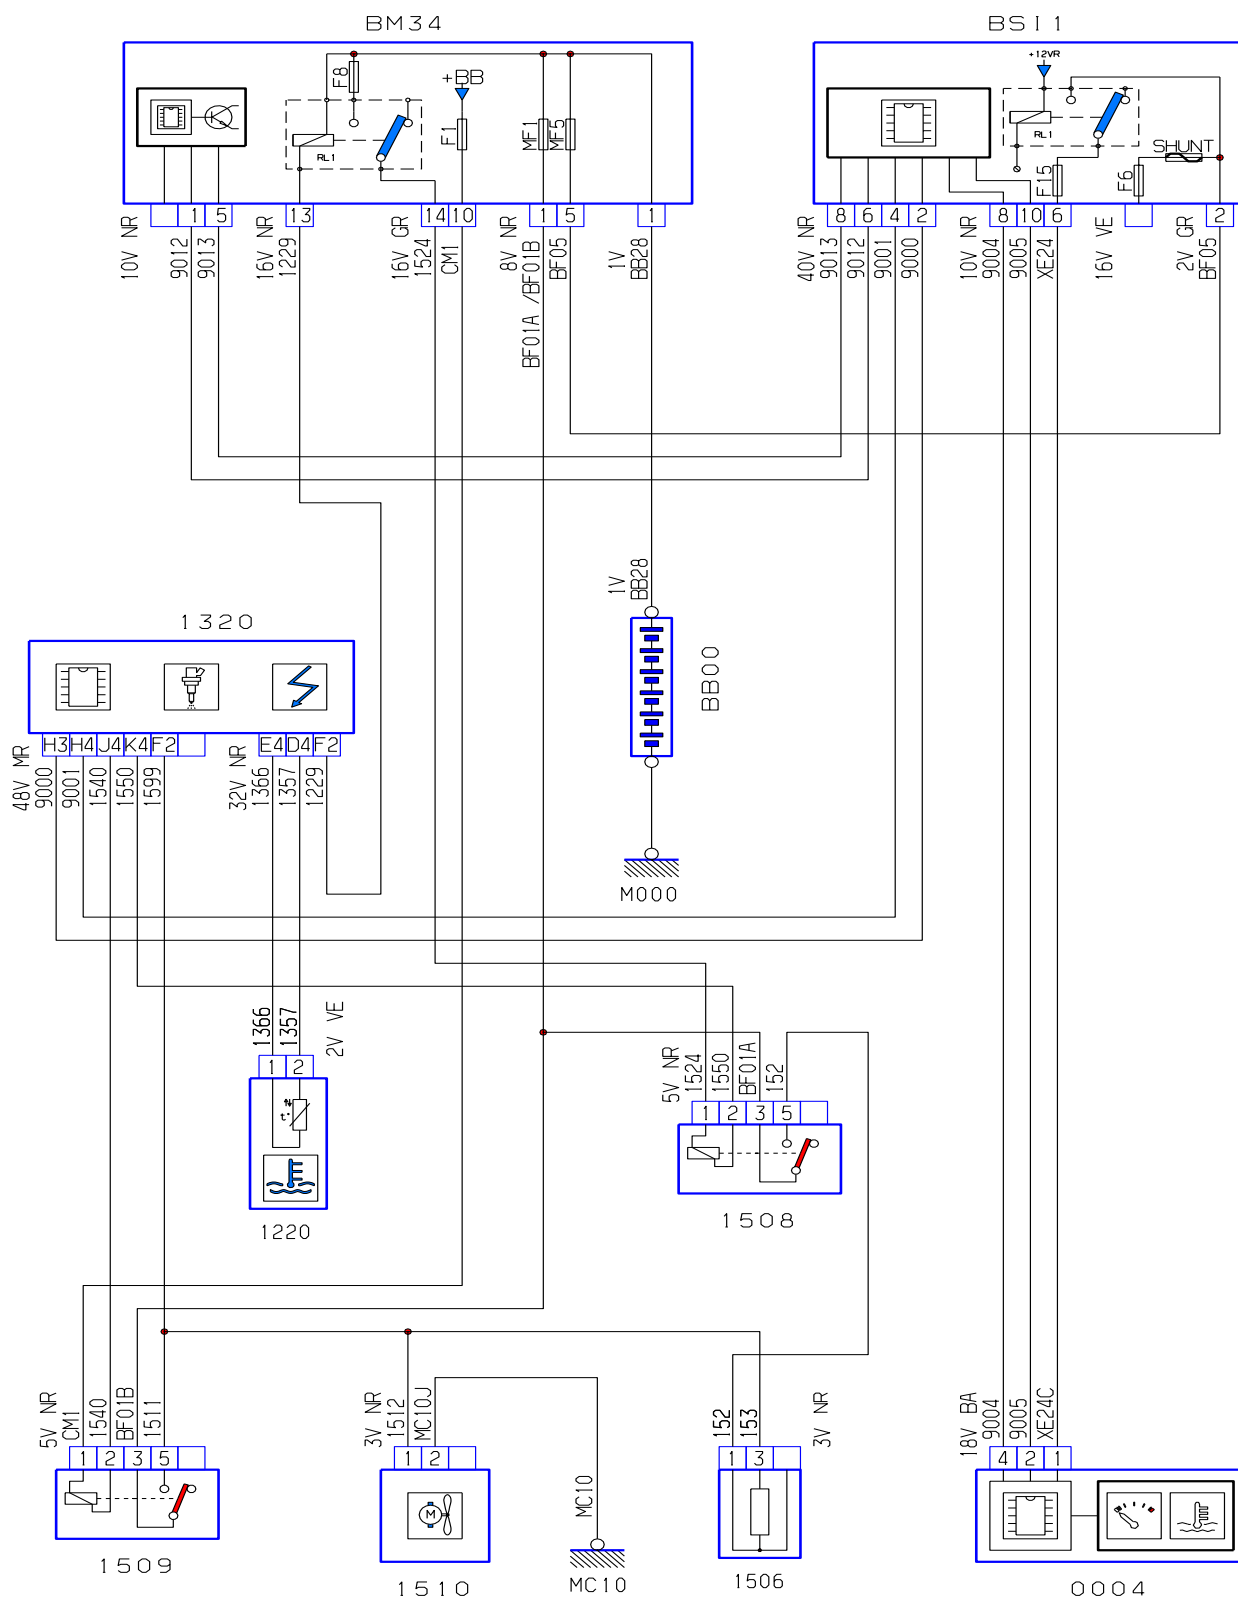 BM34
BSI1
+12VR
F8
+BB
F1
MF1
MF5
RL1
RL1
SHUNT
F15
F6
1 5
13
14 10
1 5
1
8 6 4 2
8 10 6
2
10V NR
9012
9013
16V NR
1229
16V GR
1524
CM1
8V NR
BF01A /BF01B
BF05
1V
BB28
40V NR
9013
9012
9001
9000
10V NR
9004
9005
XE24
16V VE
2V GR
BF05
1V
BB28
BB00
M000
1320
H3 H4 J4 K4 F2
E4 D4 F2
48V MR
9000
9001
1540
1550
1599
32V NR
1366
1357
1229
1366
1357
2V VE
1 2
t°
1220
5V NR
1524
1550
BF01A
152
1 2 3 5
1508
5V NR
CM1
1540
BF01B
1511
1 2 3 5
1509
3V NR
1512
MC10J
1 2
M
1510
MC10
MC10
152
153
3V NR
1 3
1506
18V BA
9004
9005
XE24C
4 2 1
0004